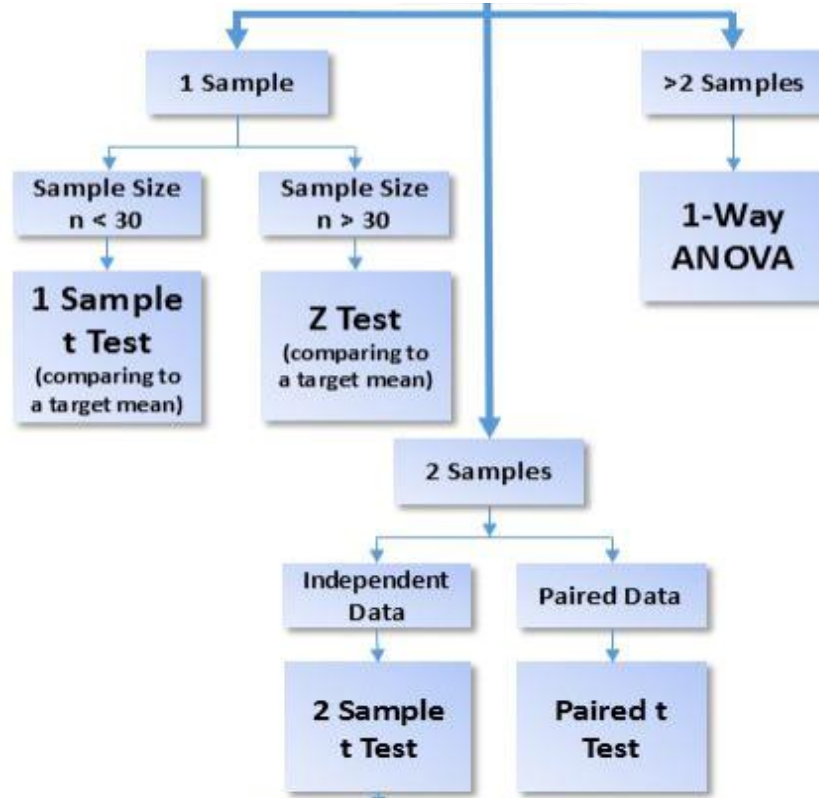 1 Sample
>2 Samples
Sample Size
n < 30
Sample Size
n > 30
1-Way
ANOVA
1 Sample
t Test
(comparing to
a target mean)
Z Test
(comparing to
a target mean)
2 Samples
Independent
Data
Paired Data
2 Sample
t Test
Paired t
Test